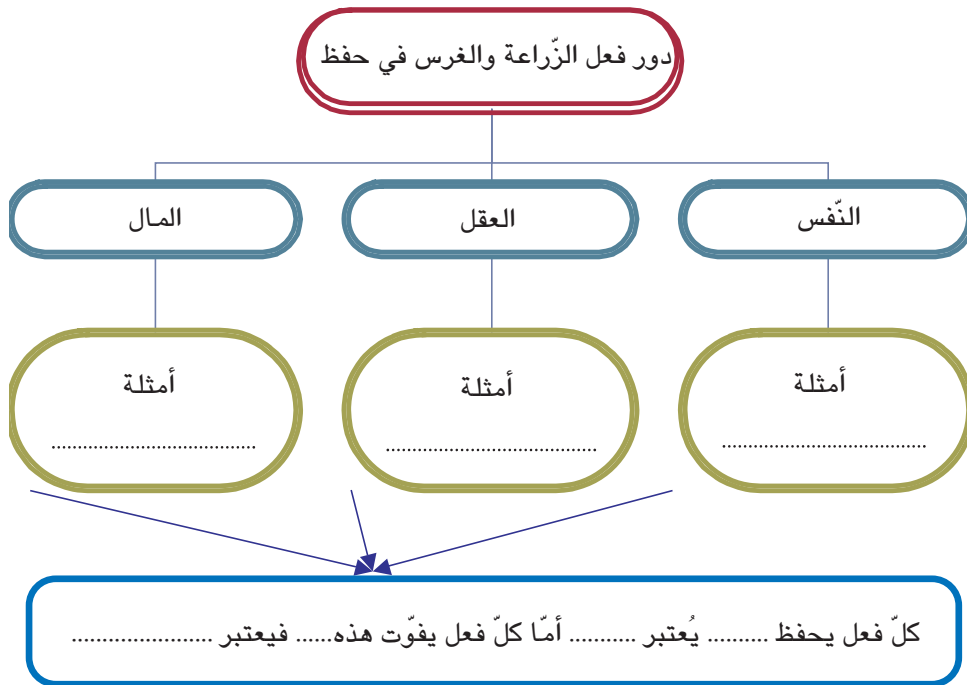 دور فعل الزّراعة والغرس في حفظ
النّفس
العقل
المال
أمثلة
......................................
أمثلة
.......................................
أمثلة
......................................
كلّ فعل يحفظ .......... يُعتبر ........... أمّا كلّ فعل يفوّت هذه...... فيعتبر .......................